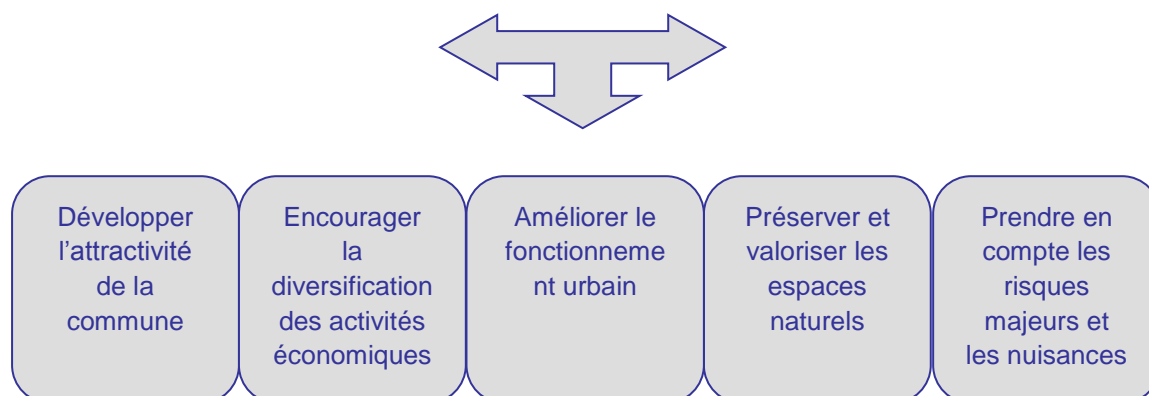 Développer
l’attractivité
de la
commune
Encourager
la
diversification
des activités
économiques
Améliorer le
fonctionneme
nt urbain
Préserver et
valoriser les
espaces
naturels
Prendre en
compte les
risques
majeurs et
les nuisances